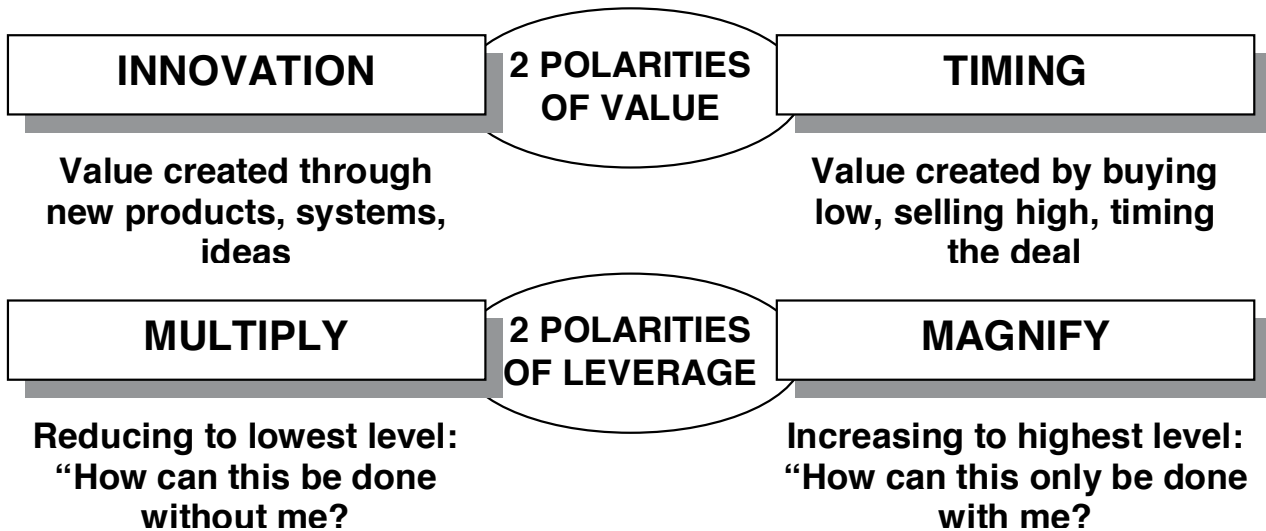 INNOVATION
2 POLARITIES
OF VALUE
TIMING
Value created through
new products, systems,
ideas
Value created by buying
low, selling high, timing
the deal
MULTIPLY
2 POLARITIES
OF LEVERAGE
MAGNIFY
Reducing to lowest level:
“How can this be done
without me?
Increasing to highest level:
“How can this only be done
with me?